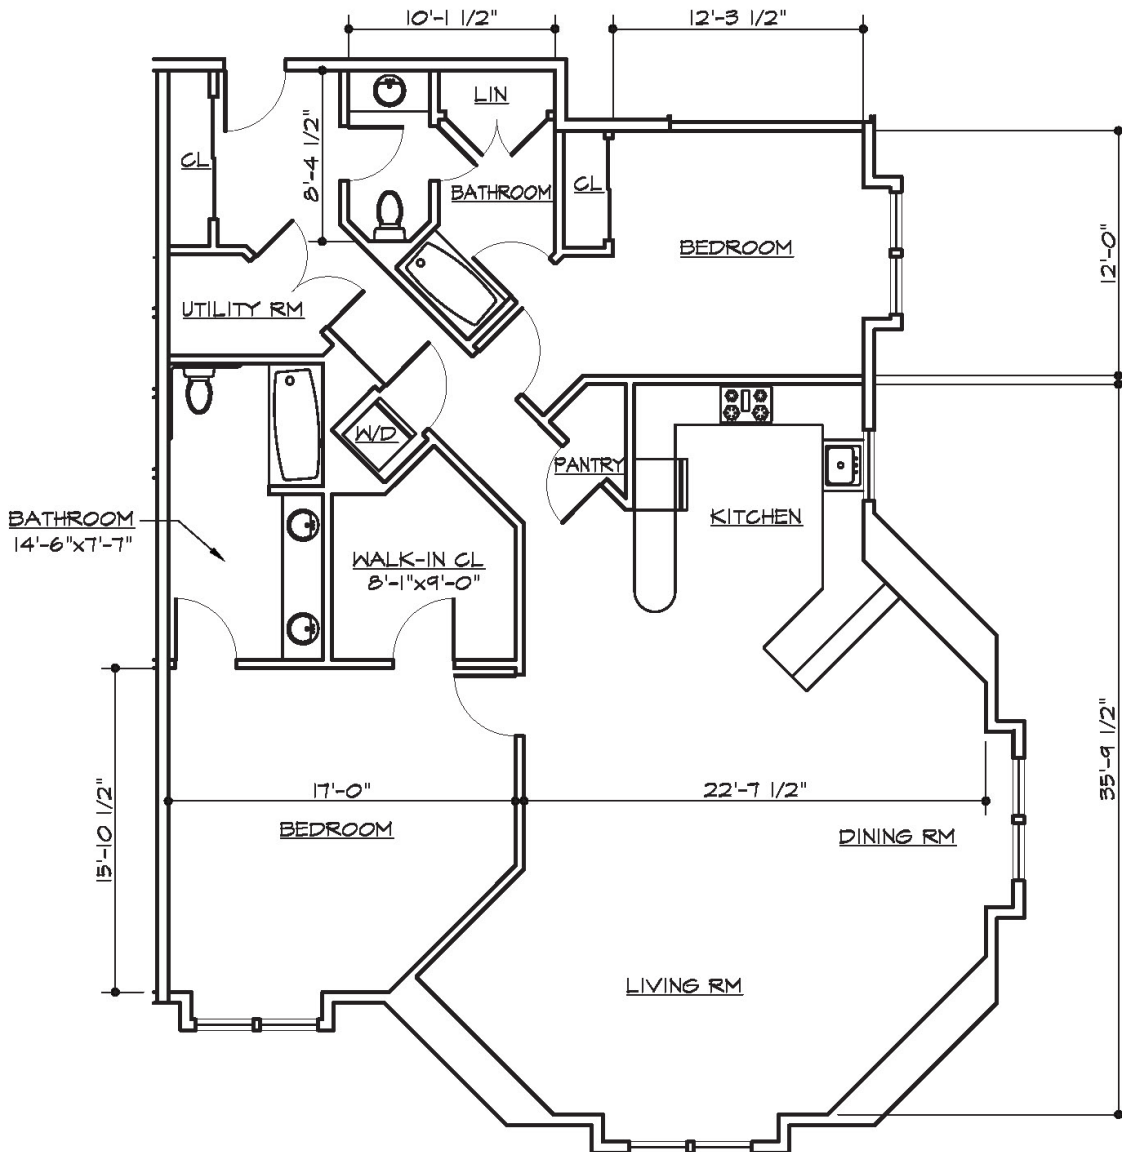 10'-1 1/2"
12'-3 1/2"
LIN
8'-4 1/2"
CL
BATHROOM
CL
BEDROOM
12'-0"
UTILITY RM
W/D
PANTRY
KITCHEN
BATHROOM
14'-6"x7'-7"
WALK-IN CL
8'-1"x9'-0"
35'-9 1/2"
17'-0"
22'-7 1/2"
15'-10 1/2"
BEDROOM
DINING RM
LIVING RM